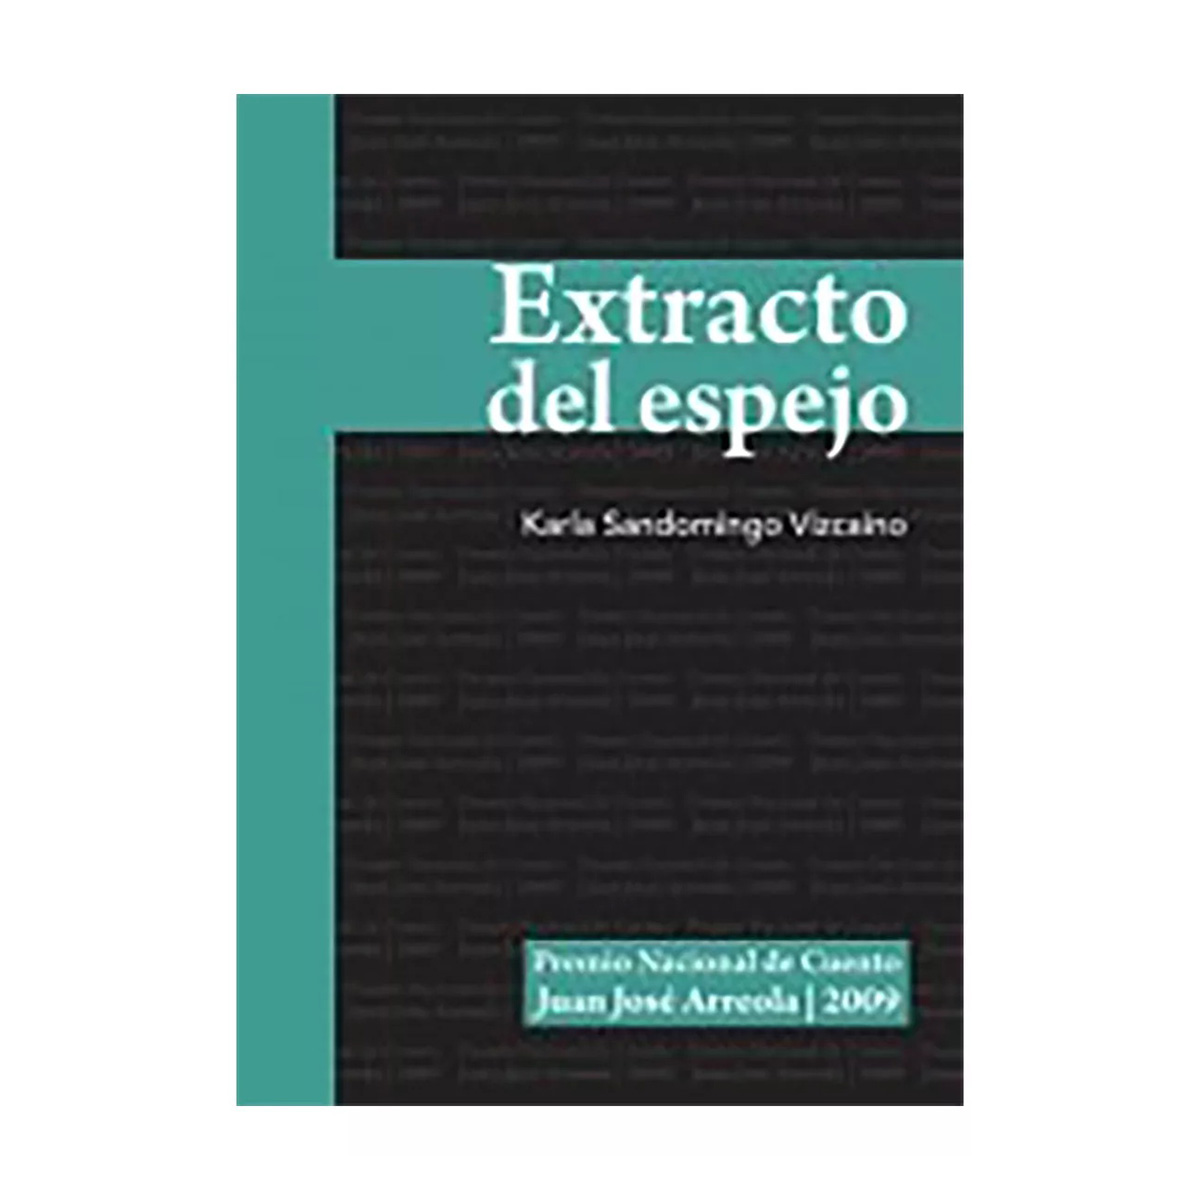 Extracto
del espejo
Karla Sandomingo Vizcaíno
Premio Nacional de Cuento
Juan José Arreola | 2009